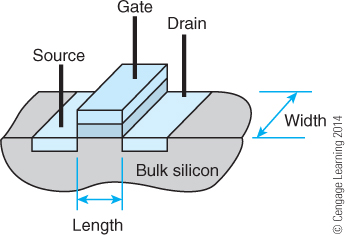 Gate
Drain
Source
Width
Bulk silicon
Length
© Cengage Learning 2014